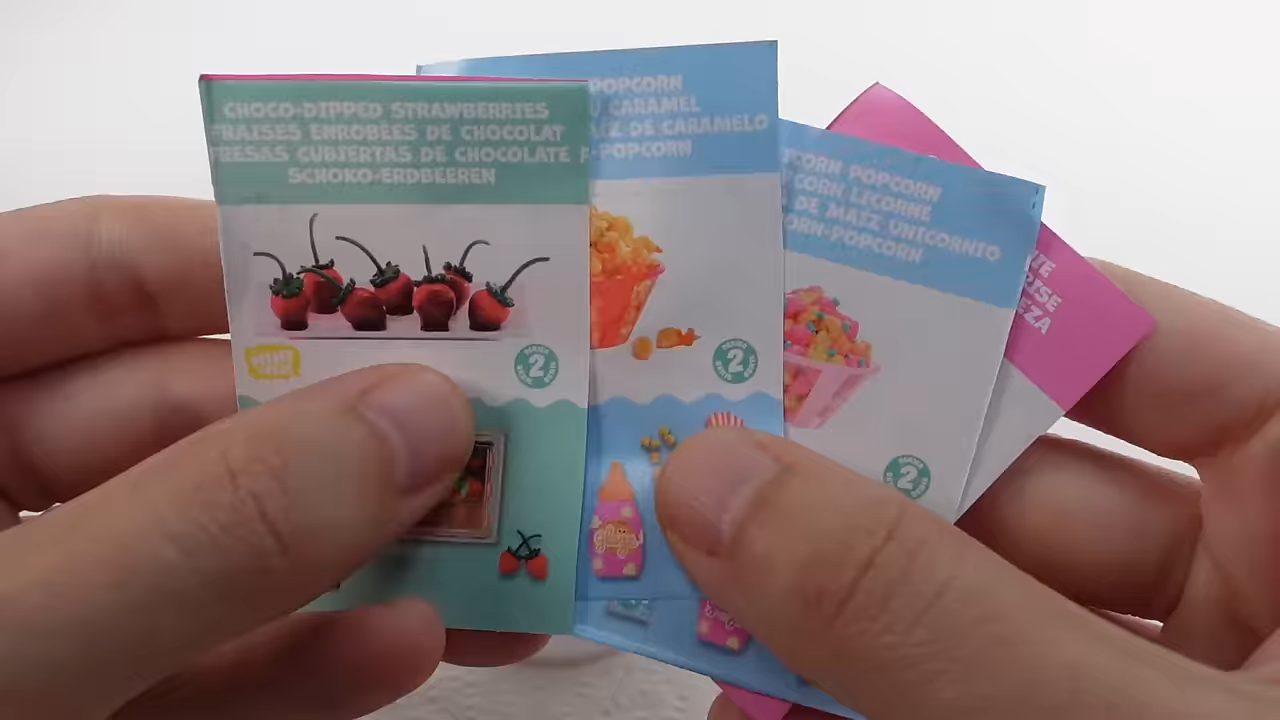 CHOCO-DIPPED STRAWBERRIES
FRAISES ENROBÉES DE CHOCOLAT
FRESAS CUBIERTAS DE CHOCOLATE
SCHOKO-ERDBEEREN
2
POPCORN
CARAMEL
DE CARAMELO
-POPCORN
2
CORN POPCORN
CORN LICORNE
DE MAÍZ UNICORNIO
ORN-POPCORN
2